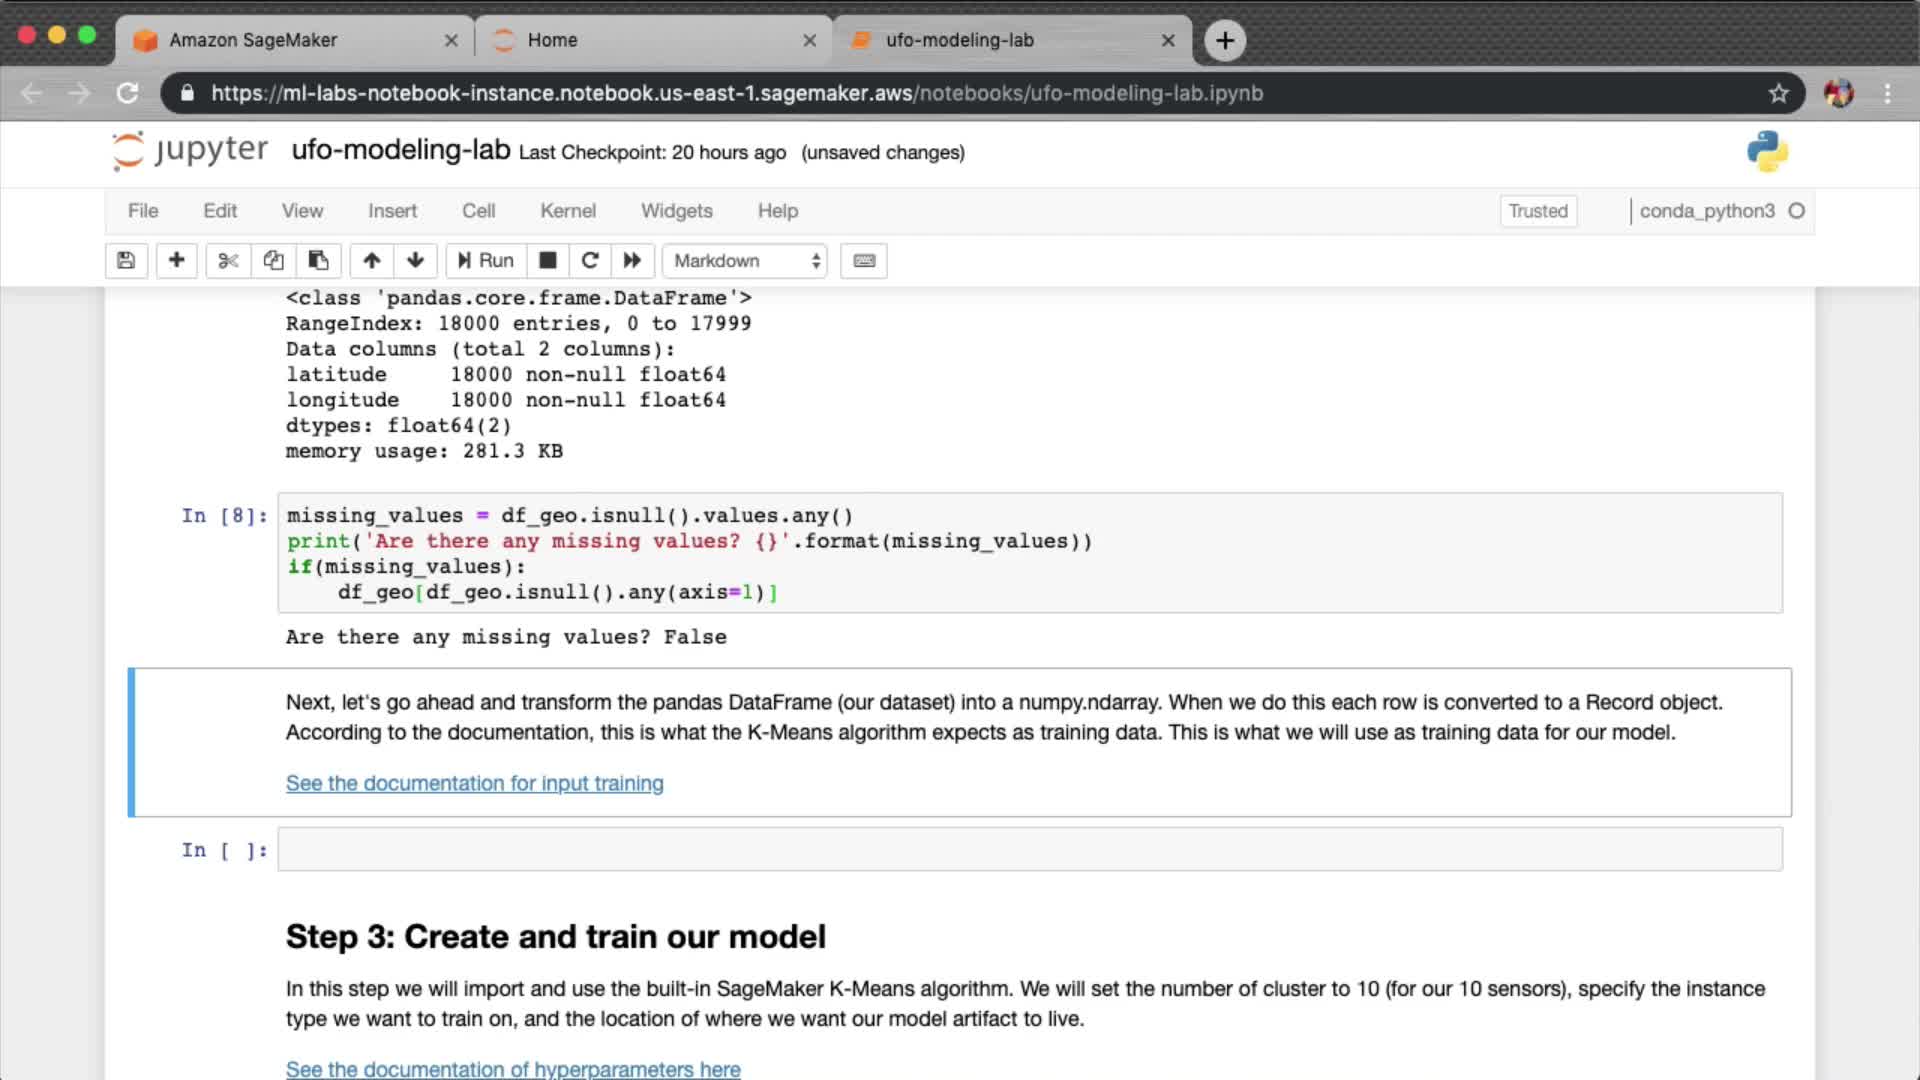 Amazon SageMaker
Home
ufo-modeling-lab
https://ml-labs-notebook-instance.notebook.us-east-1.sagemaker.aws/notebooks/ufo-modeling-lab.ipynb
jupyter ufo-modeling-lab Last Checkpoint: 20 hours ago (unsaved changes)
File Edit View Insert Cell Kernel Widgets Help Trusted conda_python3
Run Markdown
<class 'pandas.core.frame.DataFrame'>
RangeIndex: 18000 entries, 0 to 17999
Data columns (total 2 columns):
latitude     18000 non-null float64
longitude    18000 non-null float64
dtypes: float64(2)
memory usage: 281.3 KB
In [8]: missing_values = df_geo.isnull().values.any()
print('Are there any missing values? {}'.format(missing_values))
if(missing_values):
    df_geo[df_geo.isnull().any(axis=1)]
Are there any missing values? False
Next, let's go ahead and transform the pandas DataFrame (our dataset) into a numpy.ndarray. When we do this each row is converted to a Record object.
According to the documentation, this is what the K-Means algorithm expects as training data. This is what we will use as training data for our model.
See the documentation for input training
In [ ]:
Step 3: Create and train our model
In this step we will import and use the built-in SageMaker K-Means algorithm. We will set the number of cluster to 10 (for our 10 sensors), specify the instance
type we want to train on, and the location of where we want our model artifact to live.
See the documentation of hyperparameters here